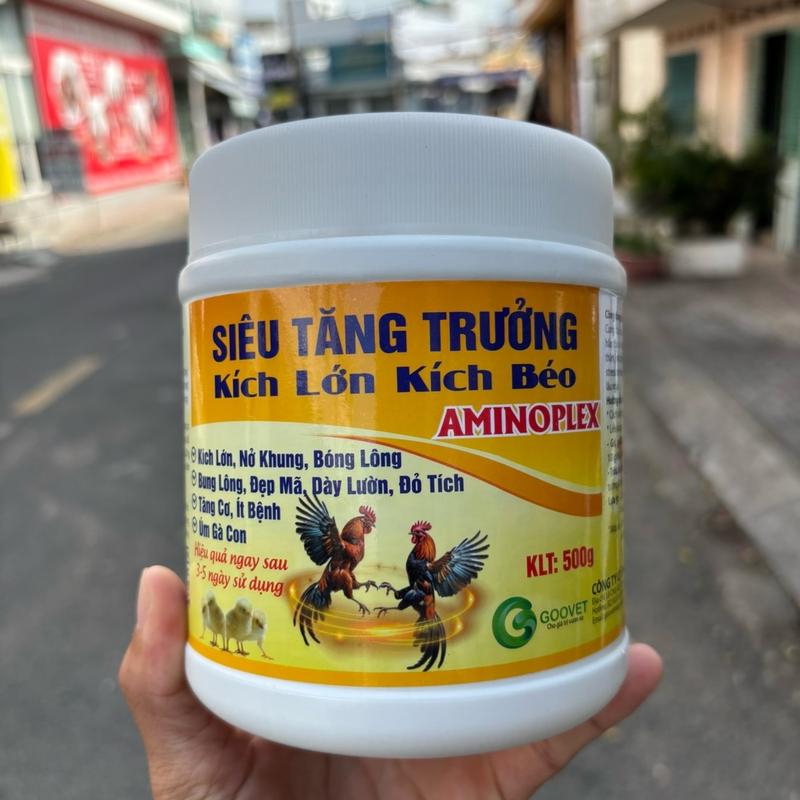 SIÊU TĂNG TRƯỞNG
Kích Lớn Kích Béo
AMINOPLEX
Kích Lớn, Nở Khung, Bóng Lông
Bung Lông, Đẹp Mã, Dày Lườn, Đỏ Tích
Tăng Cơ, Ít Bệnh
Úm Gà Con
Hiệu quả ngay sau
3-5 ngày sử dụng
KLT: 500g
GOOVET
CÔNG TY